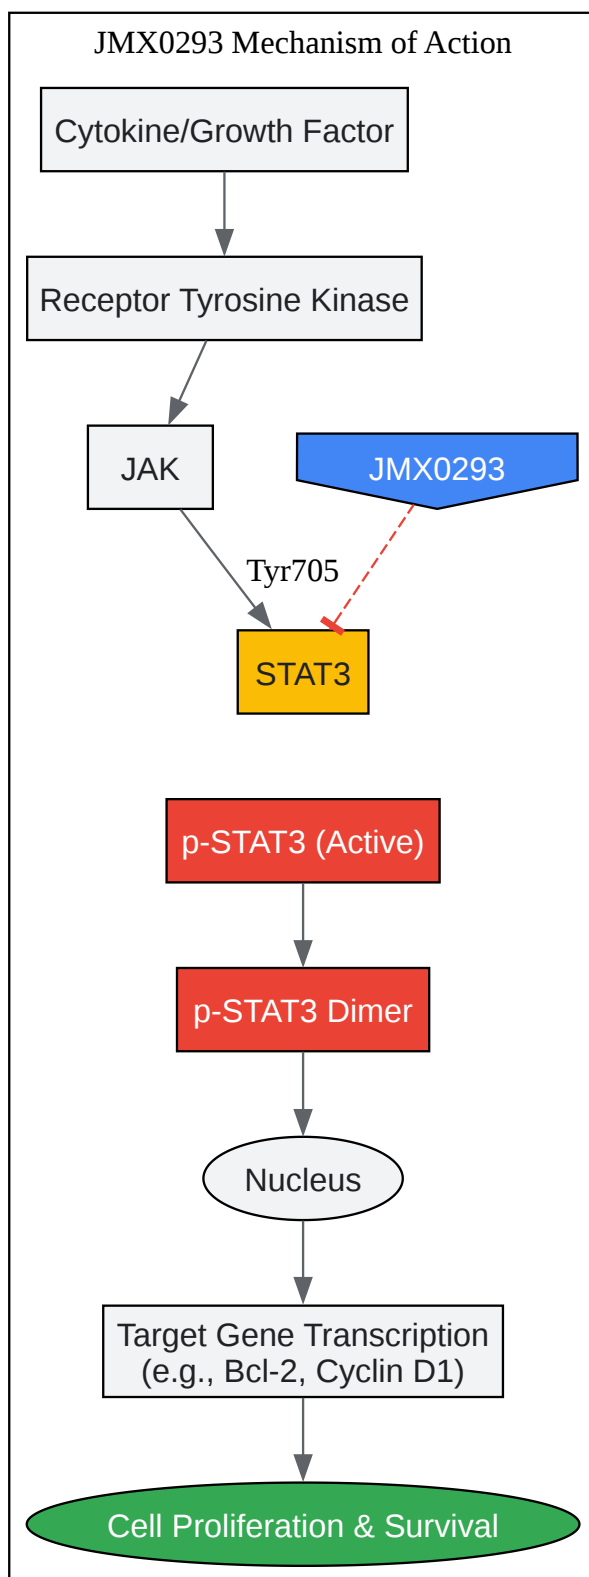 JMX0293 Mechanism of Action
Cytokine/Growth Factor
Receptor Tyrosine Kinase
JAK
JMX0293
Tyr705
STAT3
p-STAT3 (Active)
p-STAT3 Dimer
Nucleus
Target Gene Transcription
(e.g., Bcl-2, Cyclin D1)
Cell Proliferation & Survival